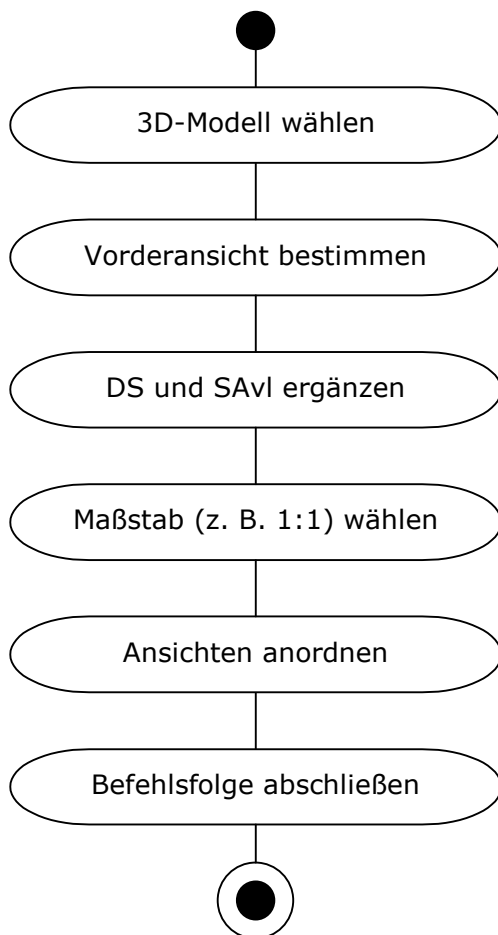 3D-Modell wählen
Vorderansicht bestimmen
DS und SAvl ergänzen
Maßstab (z. B. 1:1) wählen
Ansichten anordnen
Befehlsfolge abschließen